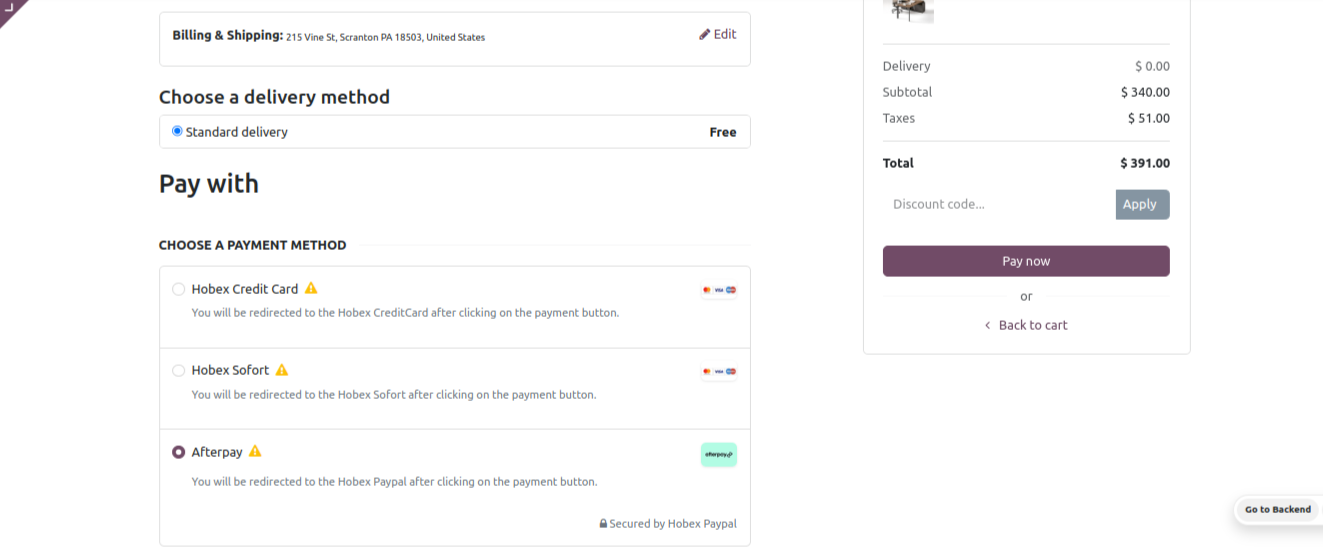 Billing & Shipping: 215 Vine St, Scranton PA 18503, United States
Edit
Choose a delivery method
Standard delivery
Free
Pay with
CHOOSE A PAYMENT METHOD
Hobex Credit Card
VISA
You will be redirected to the Hobex CreditCard after clicking on the payment button.
Hobex Sofort
VISA
You will be redirected to the Hobex Sofort after clicking on the payment button.
Afterpay
afterpay
You will be redirected to the Hobex Paypal after clicking on the payment button.
Secured by Hobex Paypal
Delivery $ 0.00
Subtotal $ 340.00
Taxes $ 51.00
Total $ 391.00
Discount code...
Apply
Pay now
or
Back to cart
Go to Backend